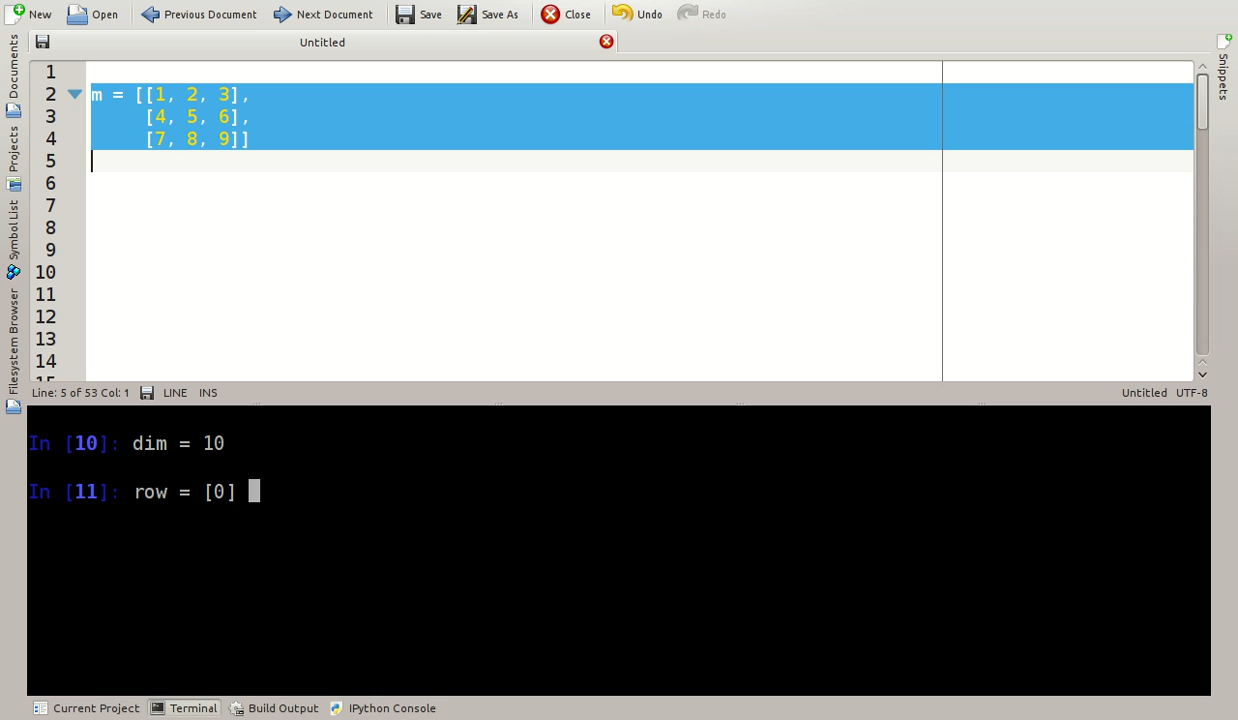 New Open Previous Document Next Document Save Save As Close Undo Redo
Untitled
Documents
Projects
Symbol List
Filesystem Browser
Snippets
1
2 m = [[1, 2, 3],
3 [4, 5, 6],
4 [7, 8, 9]]
5
6
7
8
9
10
11
12
13
14
Line: 5 of 53 Col: 1 LINE INS Untitled UTF-8
In [10]: dim = 10
In [11]: row = [0]
Current Project Terminal Build Output IPython Console